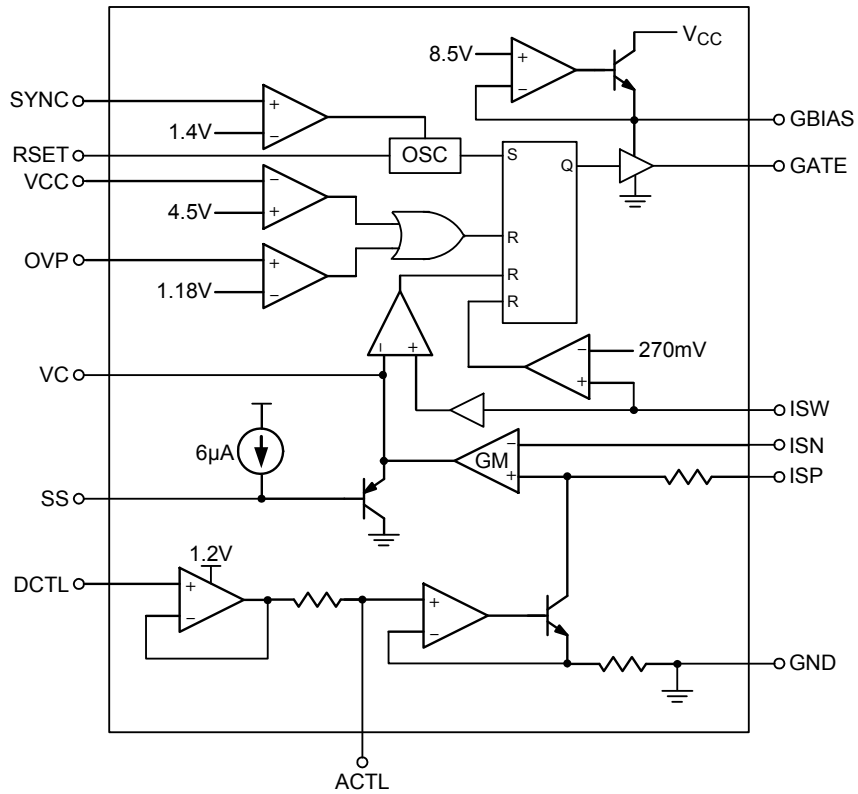 8.5V
+
−
VCC
SYNC
+
1.4V
−
GBIAS
RSET
OSC
S
Q
GATE
VCC
−
4.5V
+
R
OVP
+
1.18V
−
R
R
−
270mV
+
−
+
VC
ISW
6µA
GM
−
ISN
+
ISP
SS
1.2V
DCTL
+
−
+
−
GND
ACTL